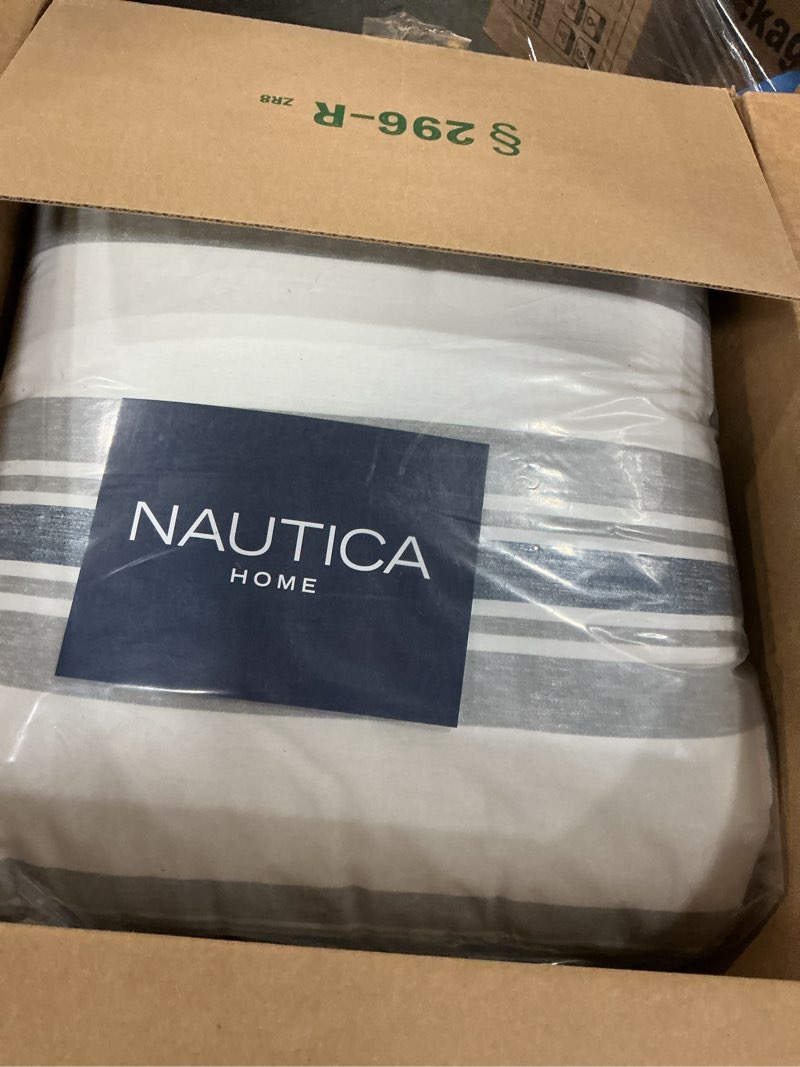 § 296-R ZR8
NAUTICA
HOME